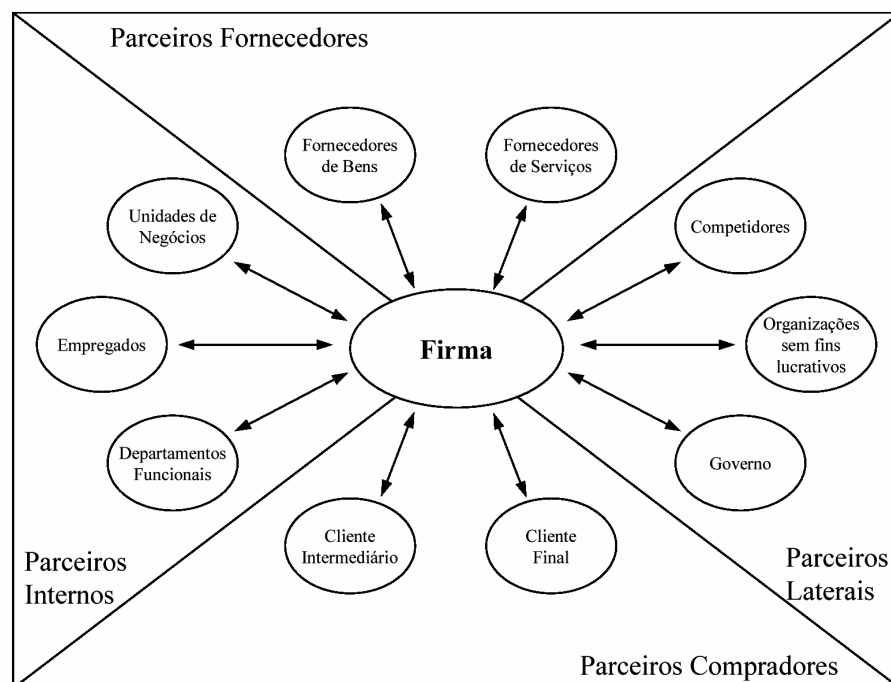 Parceiros Fornecedores
Fornecedores
de Bens
Fornecedores
de Serviços
Unidades de
Negócios
Competidores
Empregados
Firma
Organizações
sem fins
lucrativos
Departamentos
Funcionais
Governo
Cliente
Intermediário
Cliente
Final
Parceiros
Internos
Parceiros
Laterais
Parceiros Compradores